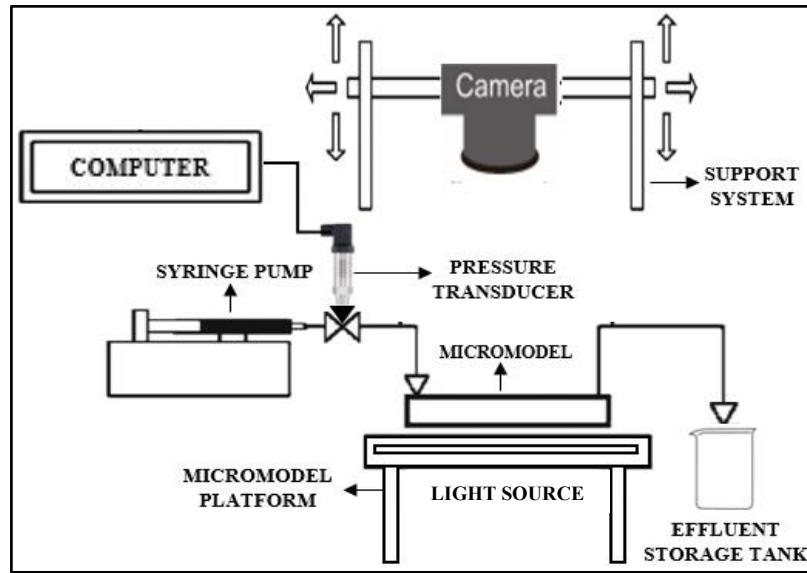 Camera
COMPUTER
SUPPORT
SYSTEM
SYRINGE PUMP
PRESSURE
TRANSDUCER
MICROMODEL
MICROMODEL
PLATFORM
LIGHT SOURCE
EFFLUENT
STORAGE TANK